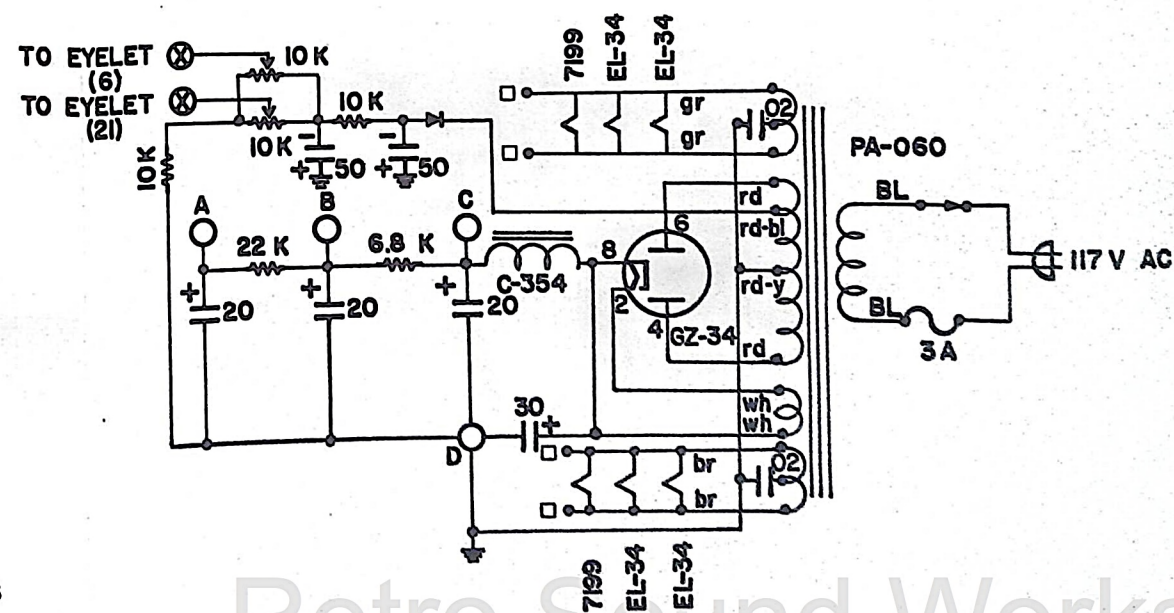 TO EYELET
(6)
10 K
TO EYELET
(21)
10K
10 K
10K
- -
+ 50 + 50
7199
EL-34
EL-34
gr
gr
.02
PA-060
BL
BL
3A
117 V AC
A
B
C
22 K
6.8 K
C-354
+ 20
+ 20
+ 20
8
2
6
4
GZ-34
rd
rd-bl
rd-y
rd
wh
wh
D
30
+
br
br
.02
7199
EL-34
EL-34
Retro Sound Works